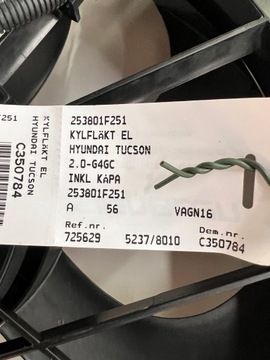 253801F251
KYLFLÄKT EL
HYUNDAI TUCSON
2.0-G4GC
INKL KÅPA
253801F251
A 56 VAGN16
Ref.nr. Dem.nr.
725629 5237/8010 C350784
F251
KYLFLÄKT EL
HYUNDAI TUCSON
C350784